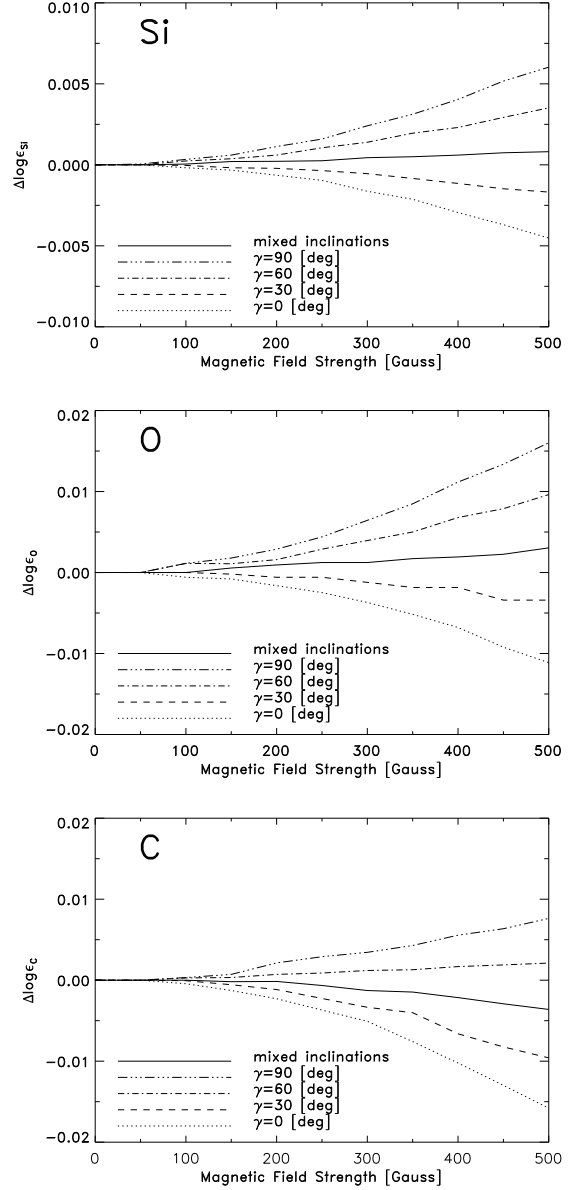 Si
0.010
0.005
0.000
−0.005
−0.010
ΔlogϵSi
mixed inclinations
γ=90 [deg]
γ=60 [deg]
γ=30 [deg]
γ=0 [deg]
0 100 200 300 400 500
Magnetic Field Strength [Gauss]
O
0.02
0.01
0.00
−0.01
−0.02
ΔlogϵO
mixed inclinations
γ=90 [deg]
γ=60 [deg]
γ=30 [deg]
γ=0 [deg]
0 100 200 300 400 500
Magnetic Field Strength [Gauss]
C
0.02
0.01
0.00
−0.01
−0.02
ΔlogϵC
mixed inclinations
γ=90 [deg]
γ=60 [deg]
γ=30 [deg]
γ=0 [deg]
0 100 200 300 400 500
Magnetic Field Strength [Gauss]